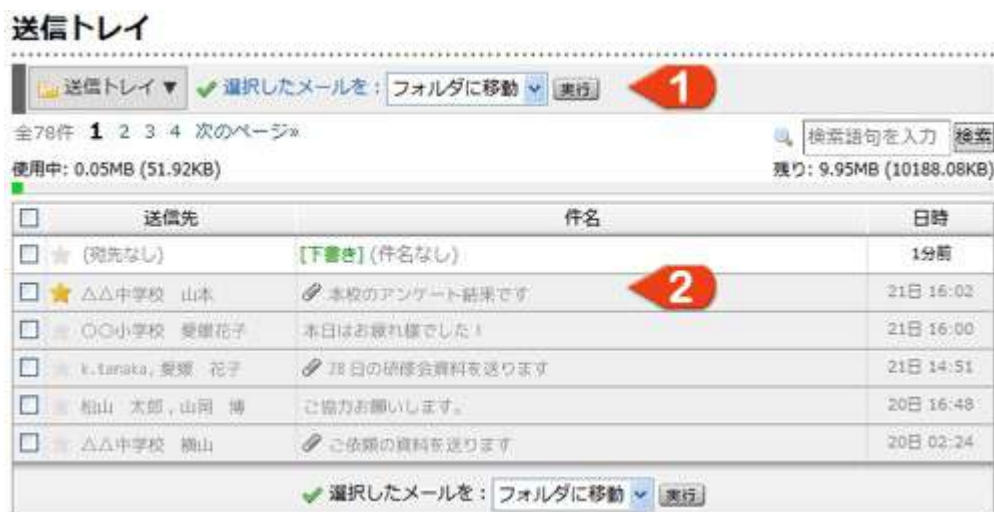 送信トレイ
送信トレイ ▼ 選択したメールを： フォルダに移動 実行 1
全78件 1 2 3 4 次のページ» 検索語句を入力 検索
使用中: 0.05MB (51.92KB) 残り: 9.95MB (10188.08KB)
送信先 件名 日時
(宛先なし) [下書き] (件名なし) 1分前
△△中学校 山本 本校のアンケート結果です 2 21日 16:02
〇〇小学校 愛媛花子 本日はお疲れ様でした！ 21日 16:00
k.tanaka, 愛媛 花子 28日の研修会資料を送ります 21日 14:51
松山 太郎 , 山岡 博 ご協力お願いします。 20日 16:48
△△中学校 横山 ご依頼の資料を送ります 20日 02:24
選択したメールを： フォルダに移動 実行